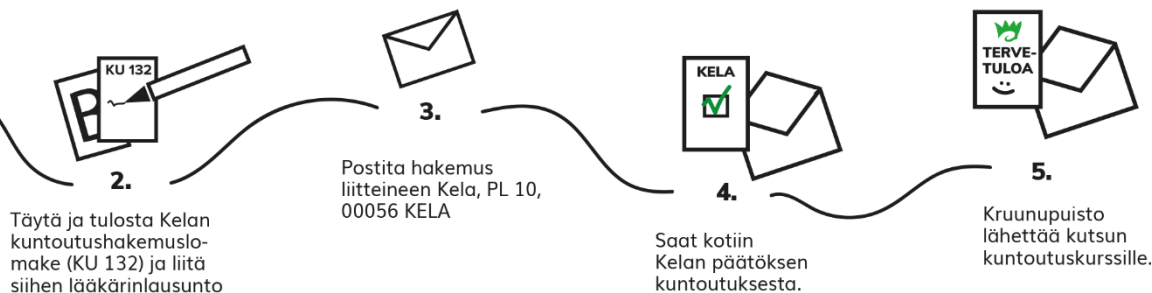 KU 132
B
2.
Täytä ja tulosta Kelan
kuntoutushakemuslo-
make (KU 132) ja liitä
siihen lääkärinlausunto
3.
Postita hakemus
liitteineen Kela, PL 10,
00056 KELA
KELA
4.
Saat kotiin
Kelan päätöksen
kuntoutuksesta.
TERVE-
TULOA
5.
Kruunupuisto
lähettää kutsun
kuntoutuskurssille.